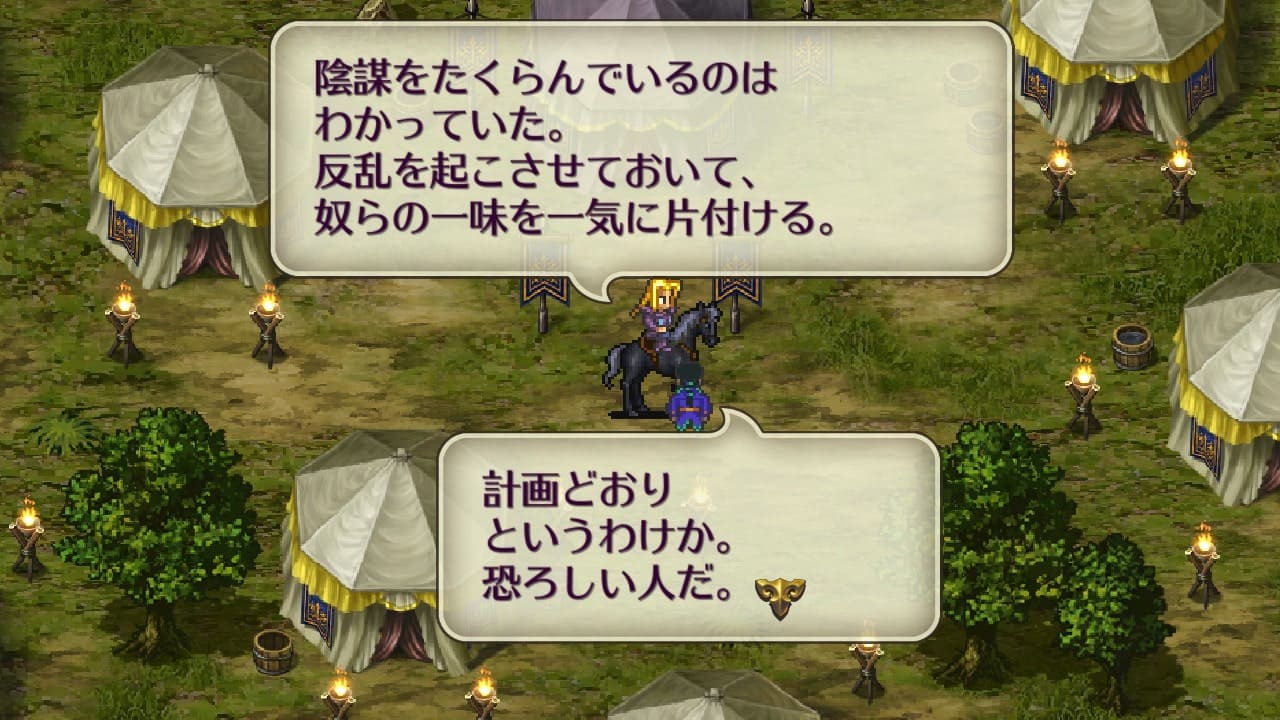 陰謀をたくらんでいるのは
わかっていた。
反乱を起こさせておいて、
奴らの一味を一気に片付ける。
計画どおり
というわけか。
恐ろしい人だ。